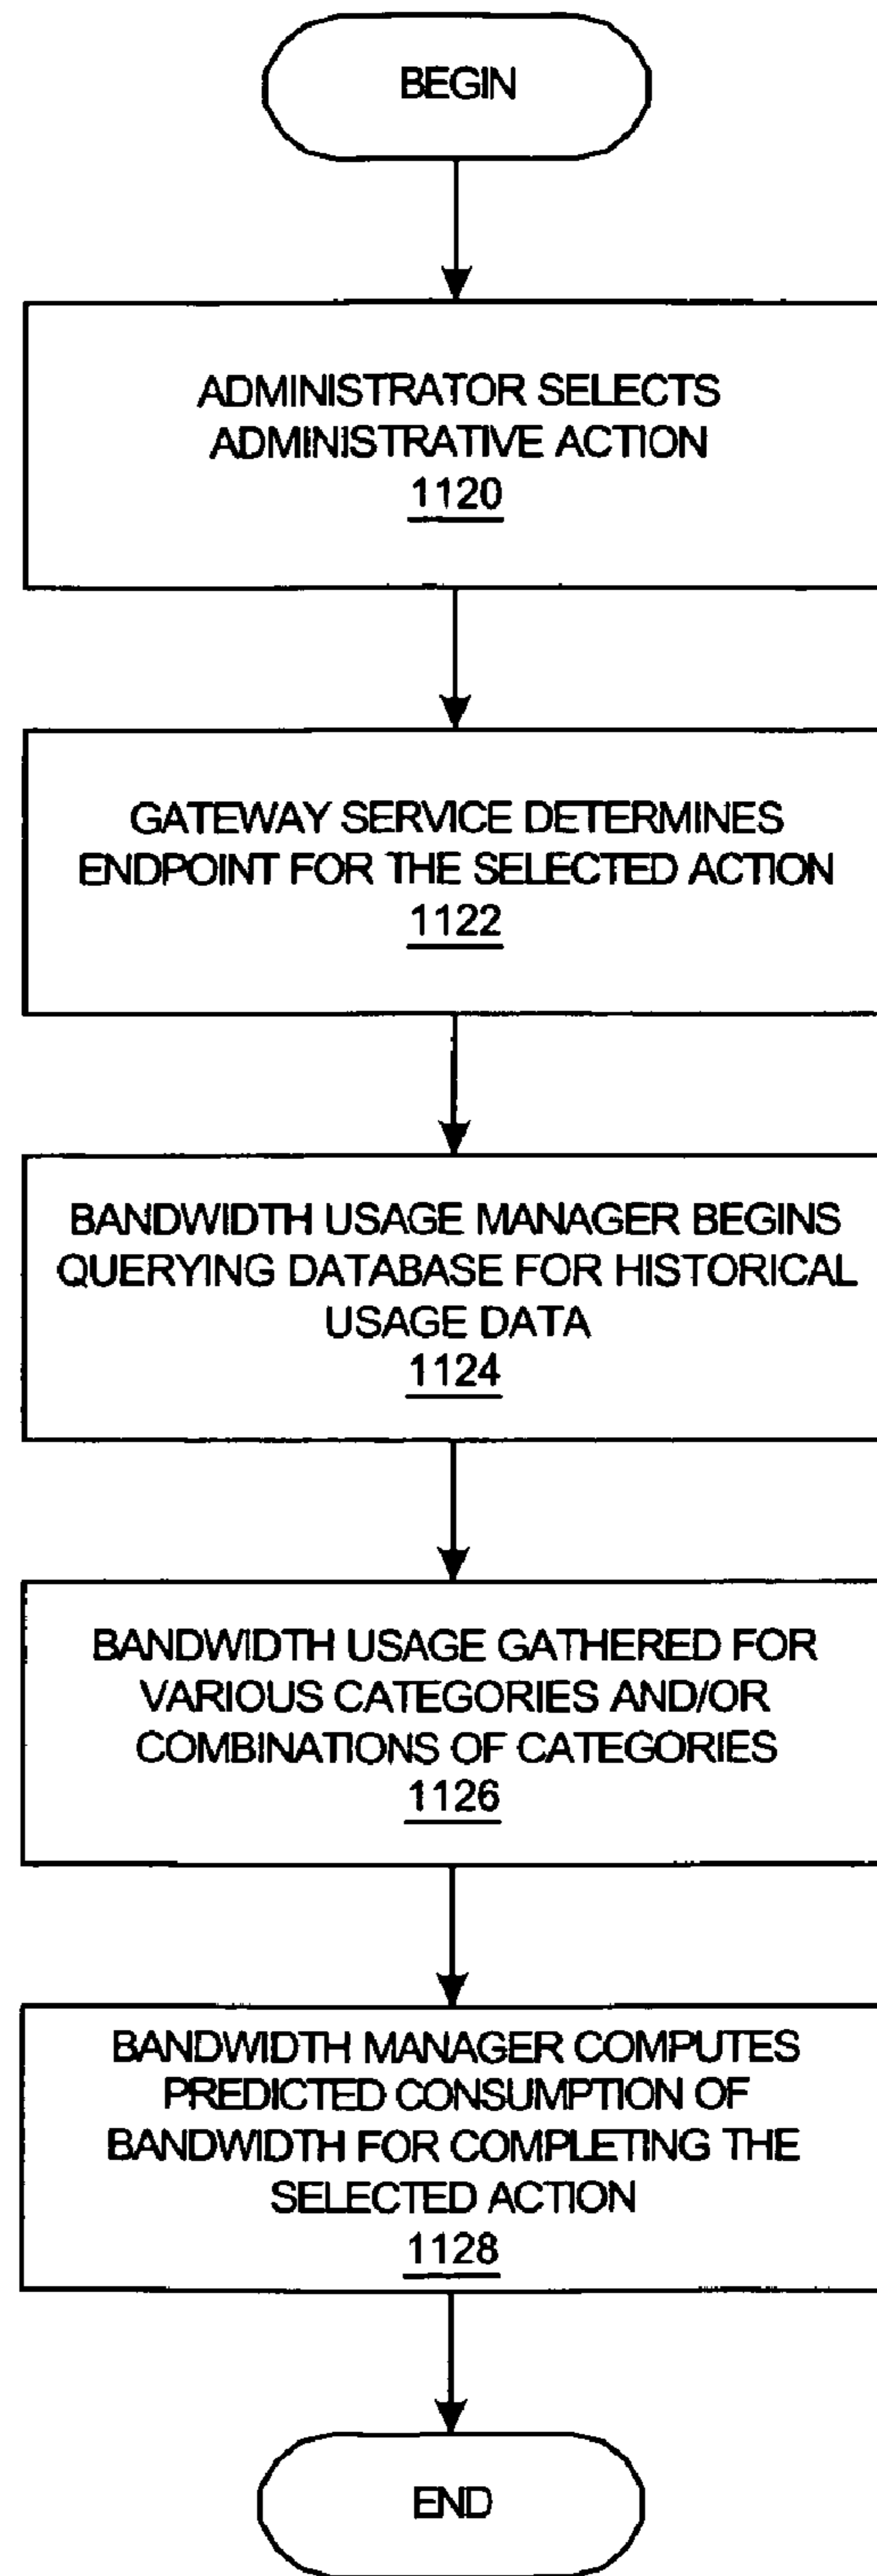 BEGIN
ADMINISTRATOR SELECTS
ADMINISTRATIVE ACTION
1120
GATEWAY SERVICE DETERMINES
ENDPOINT FOR THE SELECTED ACTION
1122
BANDWIDTH USAGE MANAGER BEGINS
QUERYING DATABASE FOR HISTORICAL
USAGE DATA
1124
BANDWIDTH USAGE GATHERED FOR
VARIOUS CATEGORIES AND/OR
COMBINATIONS OF CATEGORIES
1126
BANDWIDTH MANAGER COMPUTES
PREDICTED CONSUMPTION OF
BANDWIDTH FOR COMPLETING THE
SELECTED ACTION
1128
END